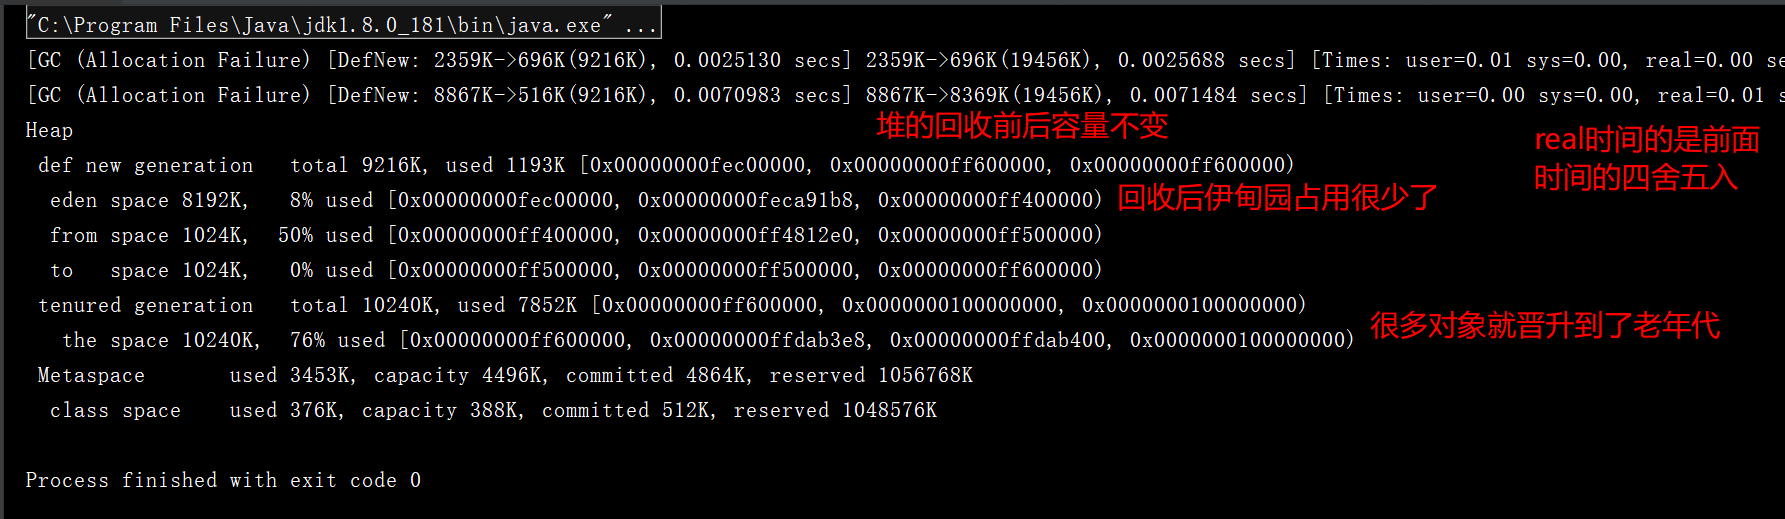 "C:\Program Files\Java\jdk1.8.0_181\bin\java.exe" ...
[GC (Allocation Failure) [DefNew: 2359K->696K(9216K), 0.0025130 secs] 2359K->696K(19456K), 0.0025688 secs] [Times: user=0.01 sys=0.00, real=0.00 se
[GC (Allocation Failure) [DefNew: 8867K->516K(9216K), 0.0070983 secs] 8867K->8369K(19456K), 0.0071484 secs] [Times: user=0.00 sys=0.00, real=0.01 s
Heap
堆的回收前后容量不变
real时间的是前面
时间的四舍五入
def new generation   total 9216K, used 1193K [0x00000000fec00000, 0x00000000ff600000, 0x00000000ff600000)
eden space 8192K,   8% used [0x00000000fec00000, 0x00000000feca91b8, 0x00000000ff400000) 回收后伊甸园占用很少了
from space 1024K,  50% used [0x00000000ff400000, 0x00000000ff4812e0, 0x00000000ff500000)
to   space 1024K,   0% used [0x00000000ff500000, 0x00000000ff500000, 0x00000000ff600000)
tenured generation   total 10240K, used 7852K [0x00000000ff600000, 0x0000000100000000, 0x0000000100000000)
the space 10240K,  76% used [0x00000000ff600000, 0x00000000ffdab3e8, 0x00000000ffdab400, 0x0000000100000000) 很多对象就晋升到了老年代
Metaspace       used 3453K, capacity 4496K, committed 4864K, reserved 1056768K
class space    used 376K, capacity 388K, committed 512K, reserved 1048576K
Process finished with exit code 0